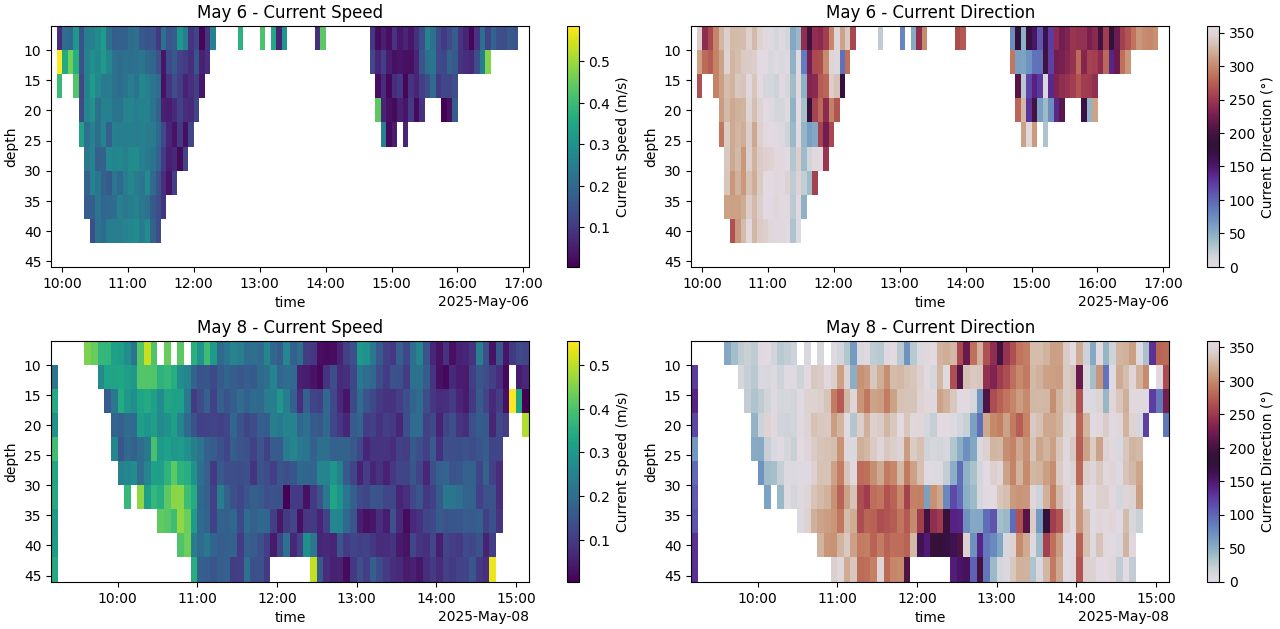 May 6 - Current Speed
10
15
20
25
30
35
40
45
depth
10:00 11:00 12:00 13:00 14:00 15:00 16:00 17:00
time
2025-May-06
0.5
0.4
0.3
0.2
0.1
Current Speed (m/s)
May 6 - Current Direction
10
15
20
25
30
35
40
45
depth
10:00 11:00 12:00 13:00 14:00 15:00 16:00 17:00
time
2025-May-06
350
300
250
200
150
100
50
0
Current Direction (°)
May 8 - Current Speed
10
15
20
25
30
35
40
45
depth
10:00 11:00 12:00 13:00 14:00 15:00
time
2025-May-08
0.5
0.4
0.3
0.2
0.1
Current Speed (m/s)
May 8 - Current Direction
10
15
20
25
30
35
40
45
depth
10:00 11:00 12:00 13:00 14:00 15:00
time
2025-May-08
350
300
250
200
150
100
50
0
Current Direction (°)